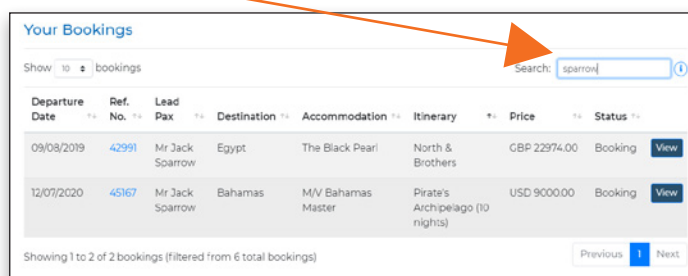 Your Bookings
Show 10 bookings
Search: sparrow
Departure Date Ref. No. Lead Pax Destination Accommodation Itinerary Price Status
09/08/2019 42991 Mr Jack Sparrow Egypt The Black Pearl North & Brothers GBP 22974.00 Booking View
12/07/2020 45167 Mr Jack Sparrow Bahamas M/V Bahamas Master Pirate's Archipelago (10 nights) USD 9000.00 Booking View
Showing 1 to 2 of 2 bookings (filtered from 6 total bookings)
Previous 1 Next